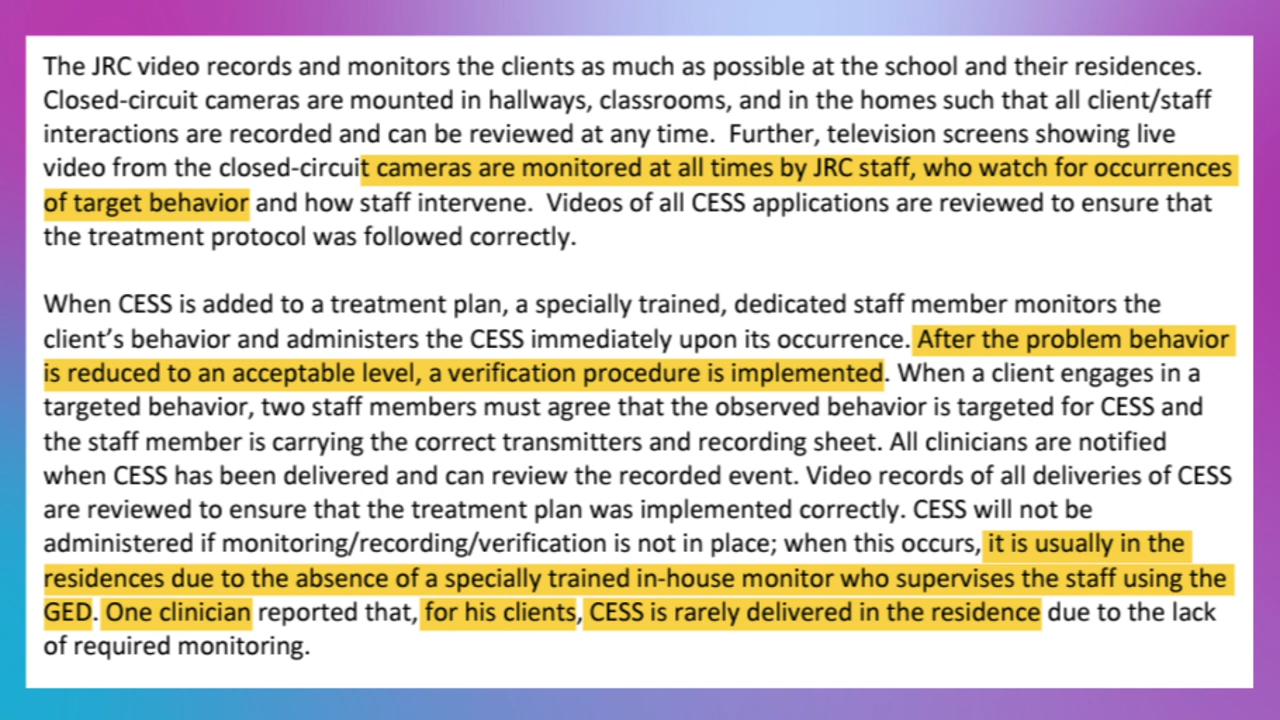 The JRC video records and monitors the clients as much as possible at the school and their residences.
Closed-circuit cameras are mounted in hallways, classrooms, and in the homes such that all client/staff
interactions are recorded and can be reviewed at any time.  Further, television screens showing live
video from the closed-circuit cameras are monitored at all times by JRC staff, who watch for occurrences
of target behavior and how staff intervene.  Videos of all CESS applications are reviewed to ensure that
the treatment protocol was followed correctly.
When CESS is added to a treatment plan, a specially trained, dedicated staff member monitors the
client's behavior and administers the CESS immediately upon its occurrence. After the problem behavior
is reduced to an acceptable level, a verification procedure is implemented. When a client engages in a
targeted behavior, two staff members must agree that the observed behavior is targeted for CESS and
the staff member is carrying the correct transmitters and recording sheet. All clinicians are notified
when CESS has been delivered and can review the recorded event. Video records of all deliveries of CESS
are reviewed to ensure that the treatment plan was implemented correctly. CESS will not be
administered if monitoring/recording/verification is not in place; when this occurs, it is usually in the
residences due to the absence of a specially trained in-house monitor who supervises the staff using the
GED. One clinician reported that, for his clients, CESS is rarely delivered in the residence due to the lack
of required monitoring.